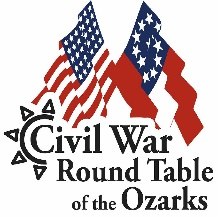 Civil War
Round Table
of the Ozarks